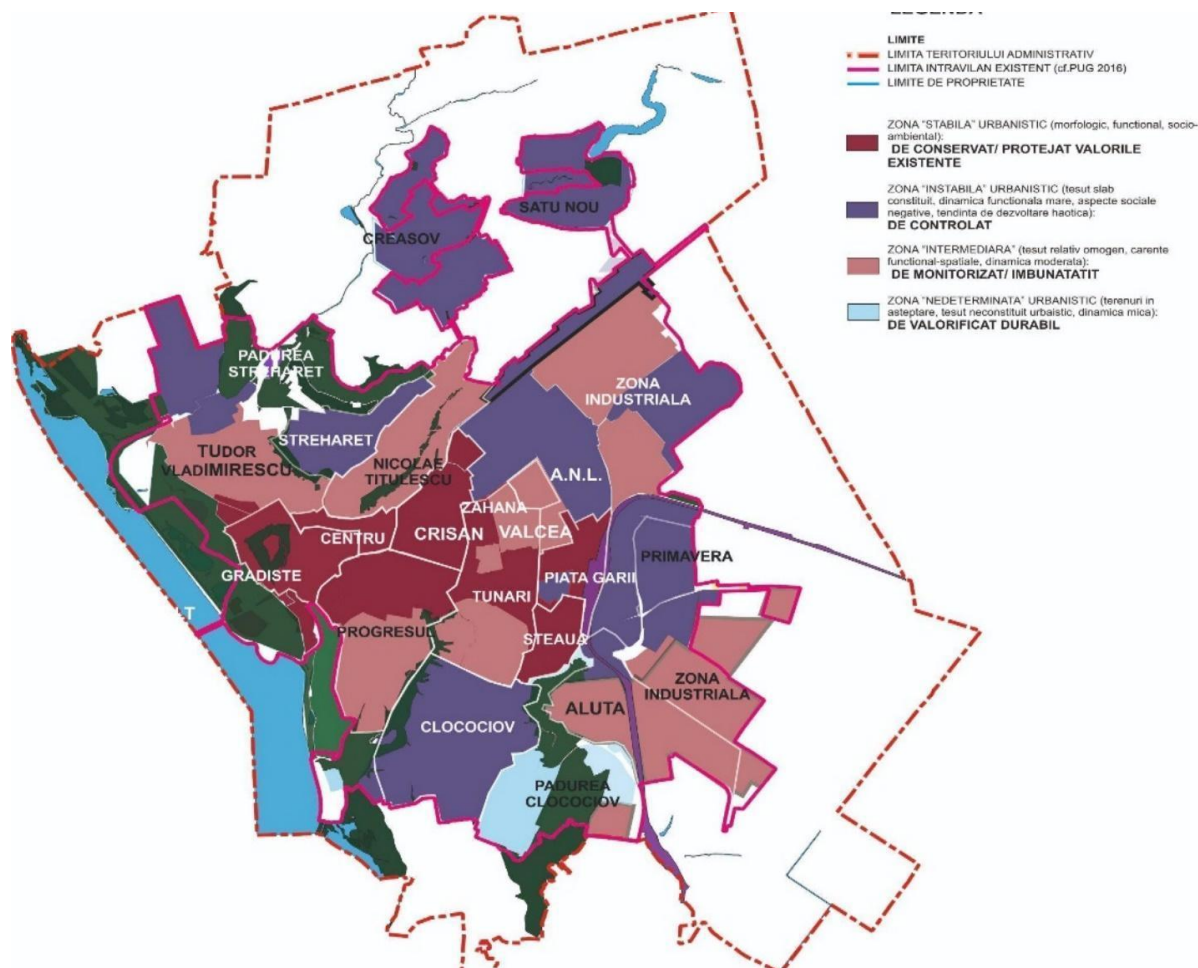 LIMITE
LIMITA TERITORIULUI ADMINISTRATIV
LIMITA INTRAVILAN EXISTENT (cf.PUG 2016)
LIMITE DE PROPRIETATE
ZONA "STABILA" URBANISTIC (morfologic, functional, socio-
ambiental):
DE CONSERVAT/ PROTEJAT VALORILE
EXISTENTE
ZONA "INSTABILA" URBANISTIC (tesut slab
constituit, dinamica functionala mare, aspecte sociale
negative, tendinta de dezvoltare haotica):
DE CONTROLAT
ZONA "INTERMEDIARA" (tesut relativ omogen, carente
functional-spatiale, dinamica moderata):
DE MONITORIZAT/ IMBUNATATIT
ZONA "NEDETERMINATA" URBANISTIC (terenuri in
asteptare, tesut neconstituit urbaistic, dinamica mica):
DE VALORIFICAT DURABIL
SATU NOU
CREASOV
PADUREA
STREHARET
ZONA
INDUSTRIALA
STREHARET
TUDOR
VLADIMIRESCU
NICOLAE
TITULESCU
A.N.L.
ZAHANA
CENTRU
CRISAN
VALCEA
PRIMAVERA
GRADISTE
PIATA GARII
TUNARI
LT
PROGRESUL
STEAUA
ZONA
INDUSTRIALA
ALUTA
CLOCOCIOV
PADUREA
CLOCOCIOV